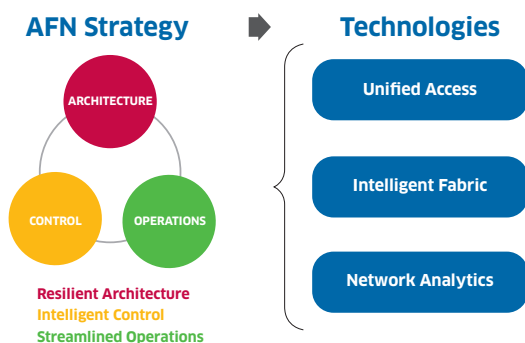 AFN Strategy
Technologies
ARCHITECTURE
CONTROL
OPERATIONS
Resilient Architecture
Intelligent Control
Streamlined Operations
Unified Access
Intelligent Fabric
Network Analytics